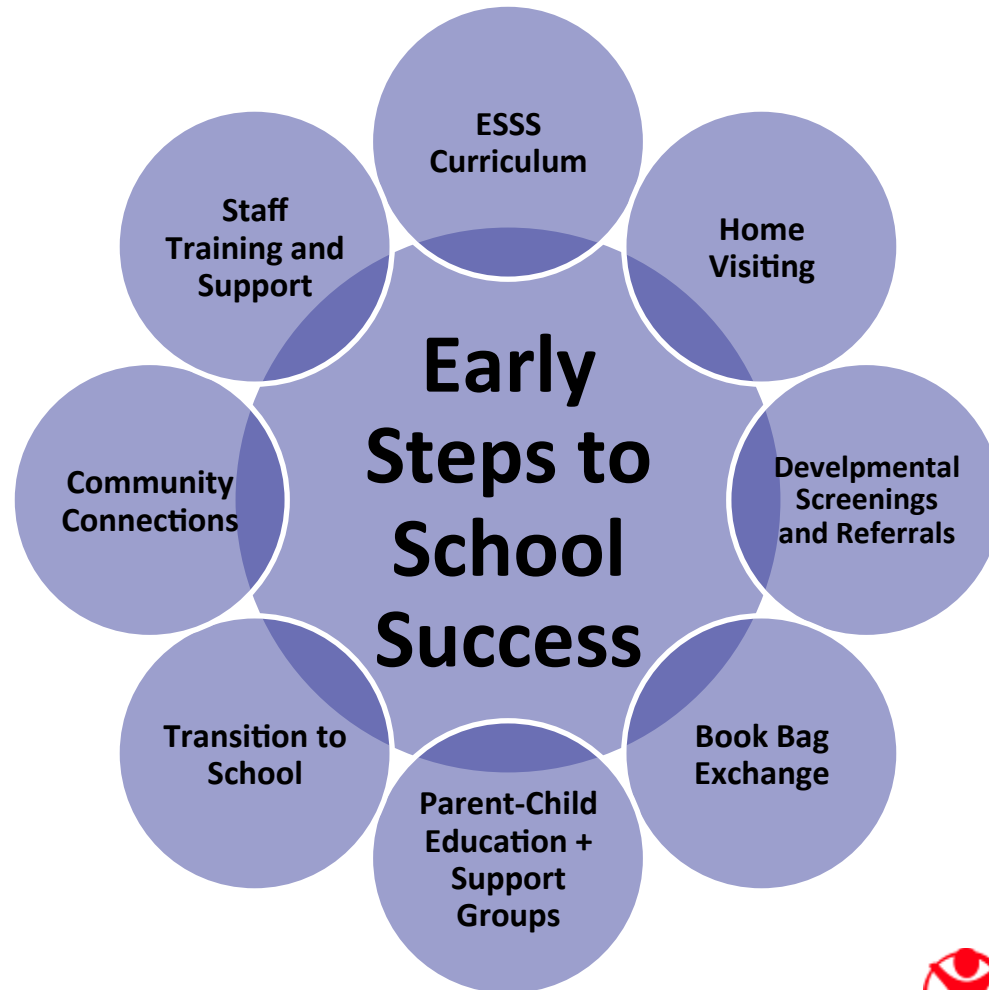 ESSS
Curriculum
Home
Visiting
Develpmental
Screenings
and Referrals
Book Bag
Exchange
Parent-Child
Education +
Support
Groups
Transition to
School
Community
Connections
Staff
Training and
Support
Early
Steps to
School
Success